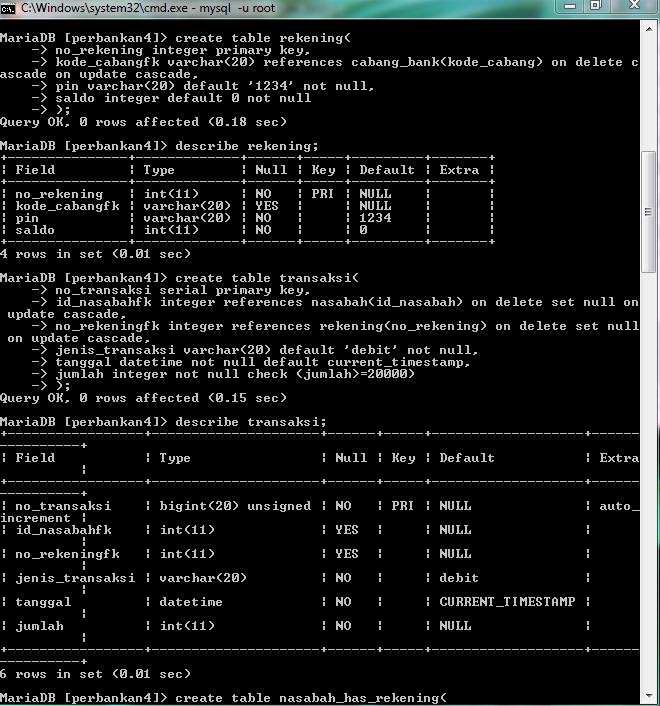 C:\Windows\system32\cmd.exe - mysql  -u root
MariaDB [perbankan4]> create table rekening(
    -> no_rekening integer primary key,
    -> kode_cabangfk varchar(20) references cabang_bank(kode_cabang) on delete c
ascade on update cascade,
    -> pin varchar(20) default '1234' not null,
    -> saldo integer default 0 not null
    -> );
Query OK, 0 rows affected (0.18 sec)
MariaDB [perbankan4]> describe rekening;
+---------------+-------------+------+-----+---------+-------+
| Field         | Type        | Null | Key | Default | Extra |
+---------------+-------------+------+-----+---------+-------+
| no_rekening   | int(11)     | NO   | PRI | NULL    |       |
| kode_cabangfk | varchar(20) | YES  |     | NULL    |       |
| pin           | varchar(20) | NO   |     | 1234    |       |
| saldo         | int(11)     | NO   |     | 0       |       |
+---------------+-------------+------+-----+---------+-------+
4 rows in set (0.01 sec)
MariaDB [perbankan4]> create table transaksi(
    -> no_transaksi serial primary key,
    -> id_nasabahfk integer references nasabah(id_nasabah) on delete set null on
 update cascade,
    -> no_rekeningfk integer references rekening(no_rekening) on delete set null
 on update cascade,
    -> jenis_transaksi varchar(20) default 'debit' not null,
    -> tanggal datetime not null default current_timestamp,
    -> jumlah integer not null check (jumlah>=20000)
    -> );
Query OK, 0 rows affected (0.15 sec)
MariaDB [perbankan4]> describe transaksi;
+-----------------+---------------------+------+-----+-------------------+------
----------+
| Field           | Type                | Null | Key | Default           | Extra
          |
+-----------------+---------------------+------+-----+-------------------+------
----------+
| no_transaksi    | bigint(20) unsigned | NO   | PRI | NULL              | auto_
increment |
| id_nasabahfk    | int(11)             | YES  |     | NULL              |
          |
| no_rekeningfk   | int(11)             | YES  |     | NULL              |
          |
| jenis_transaksi | varchar(20)         | NO   |     | debit             |
          |
| tanggal         | datetime            | NO   |     | CURRENT_TIMESTAMP |
          |
| jumlah          | int(11)             | NO   |     | NULL              |
          |
+-----------------+---------------------+------+-----+-------------------+------
----------+
6 rows in set (0.01 sec)
MariaDB [perbankan4]> create table nasabah_has_rekening(